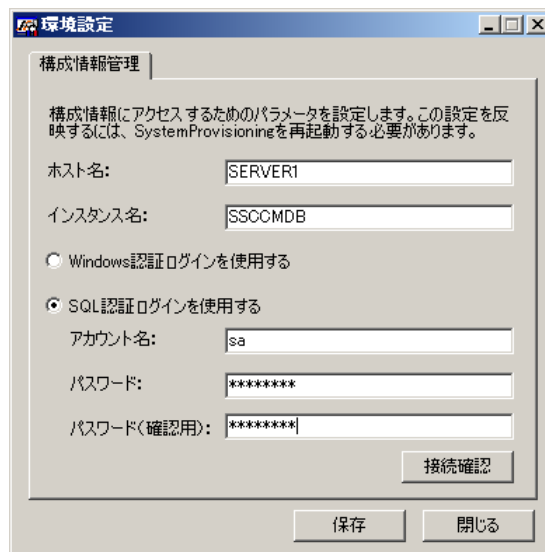 環境設定
構成情報管理
構成情報にアクセスするためのパラメータを設定します。この設定を反
映するには、SystemProvisioningを再起動する必要があります。
ホスト名: SERVER1
インスタンス名: SSCCMDB
Windows認証ログインを使用する
SQL認証ログインを使用する
アカウント名: sa
パスワード: ********
パスワード(確認用): ********
接続確認
保存 閉じる